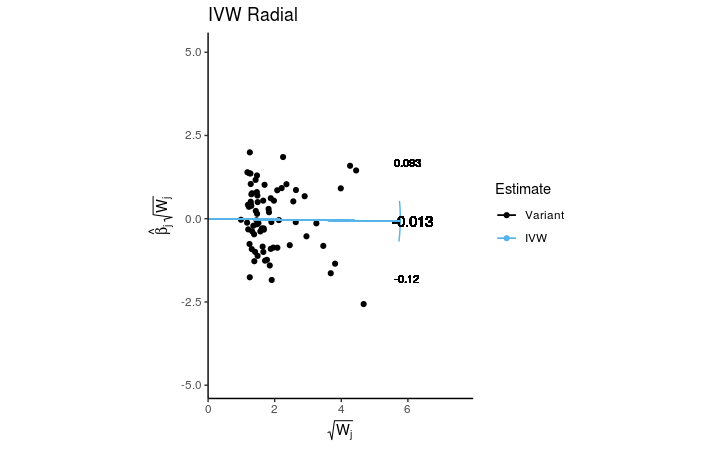 IVW Radial
5.0
2.5
0.0
-2.5
-5.0
β̂j√Wj
0.093
-0.013
-0.12
0
2
4
6
√Wj
Estimate
Variant
IVW